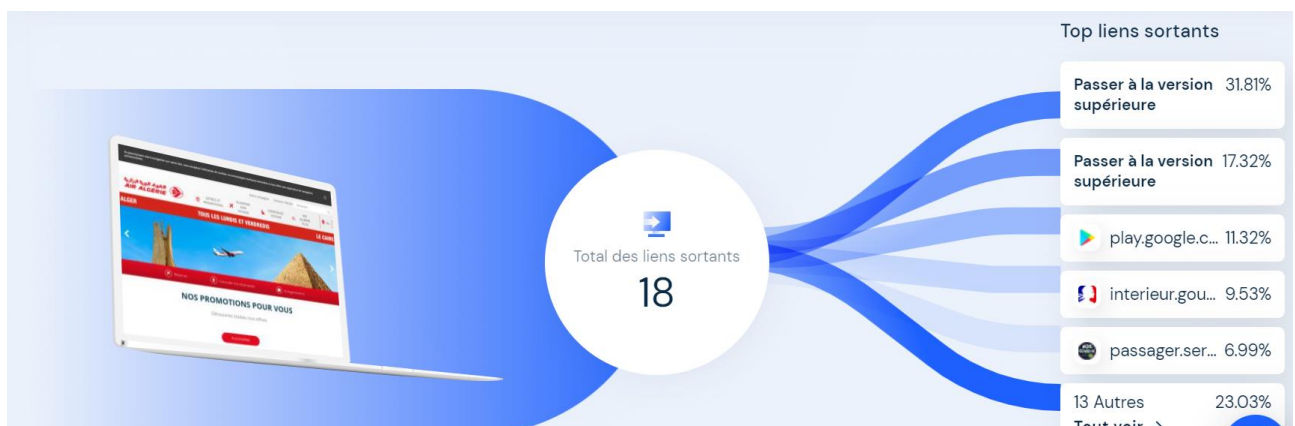 Top liens sortants
Passer à la version 31.81%
supérieure
Passer à la version 17.32%
supérieure
play.google.c... 11.32%
interieur.gou... 9.53%
passager.ser... 6.99%
13 Autres 23.03%
Tout voir
Total des liens sortants
18
AIR ALGERIE
ALGER
TOUS LES LUNDIS ET VENDREDIS
NOS PROMOTIONS POUR VOUS